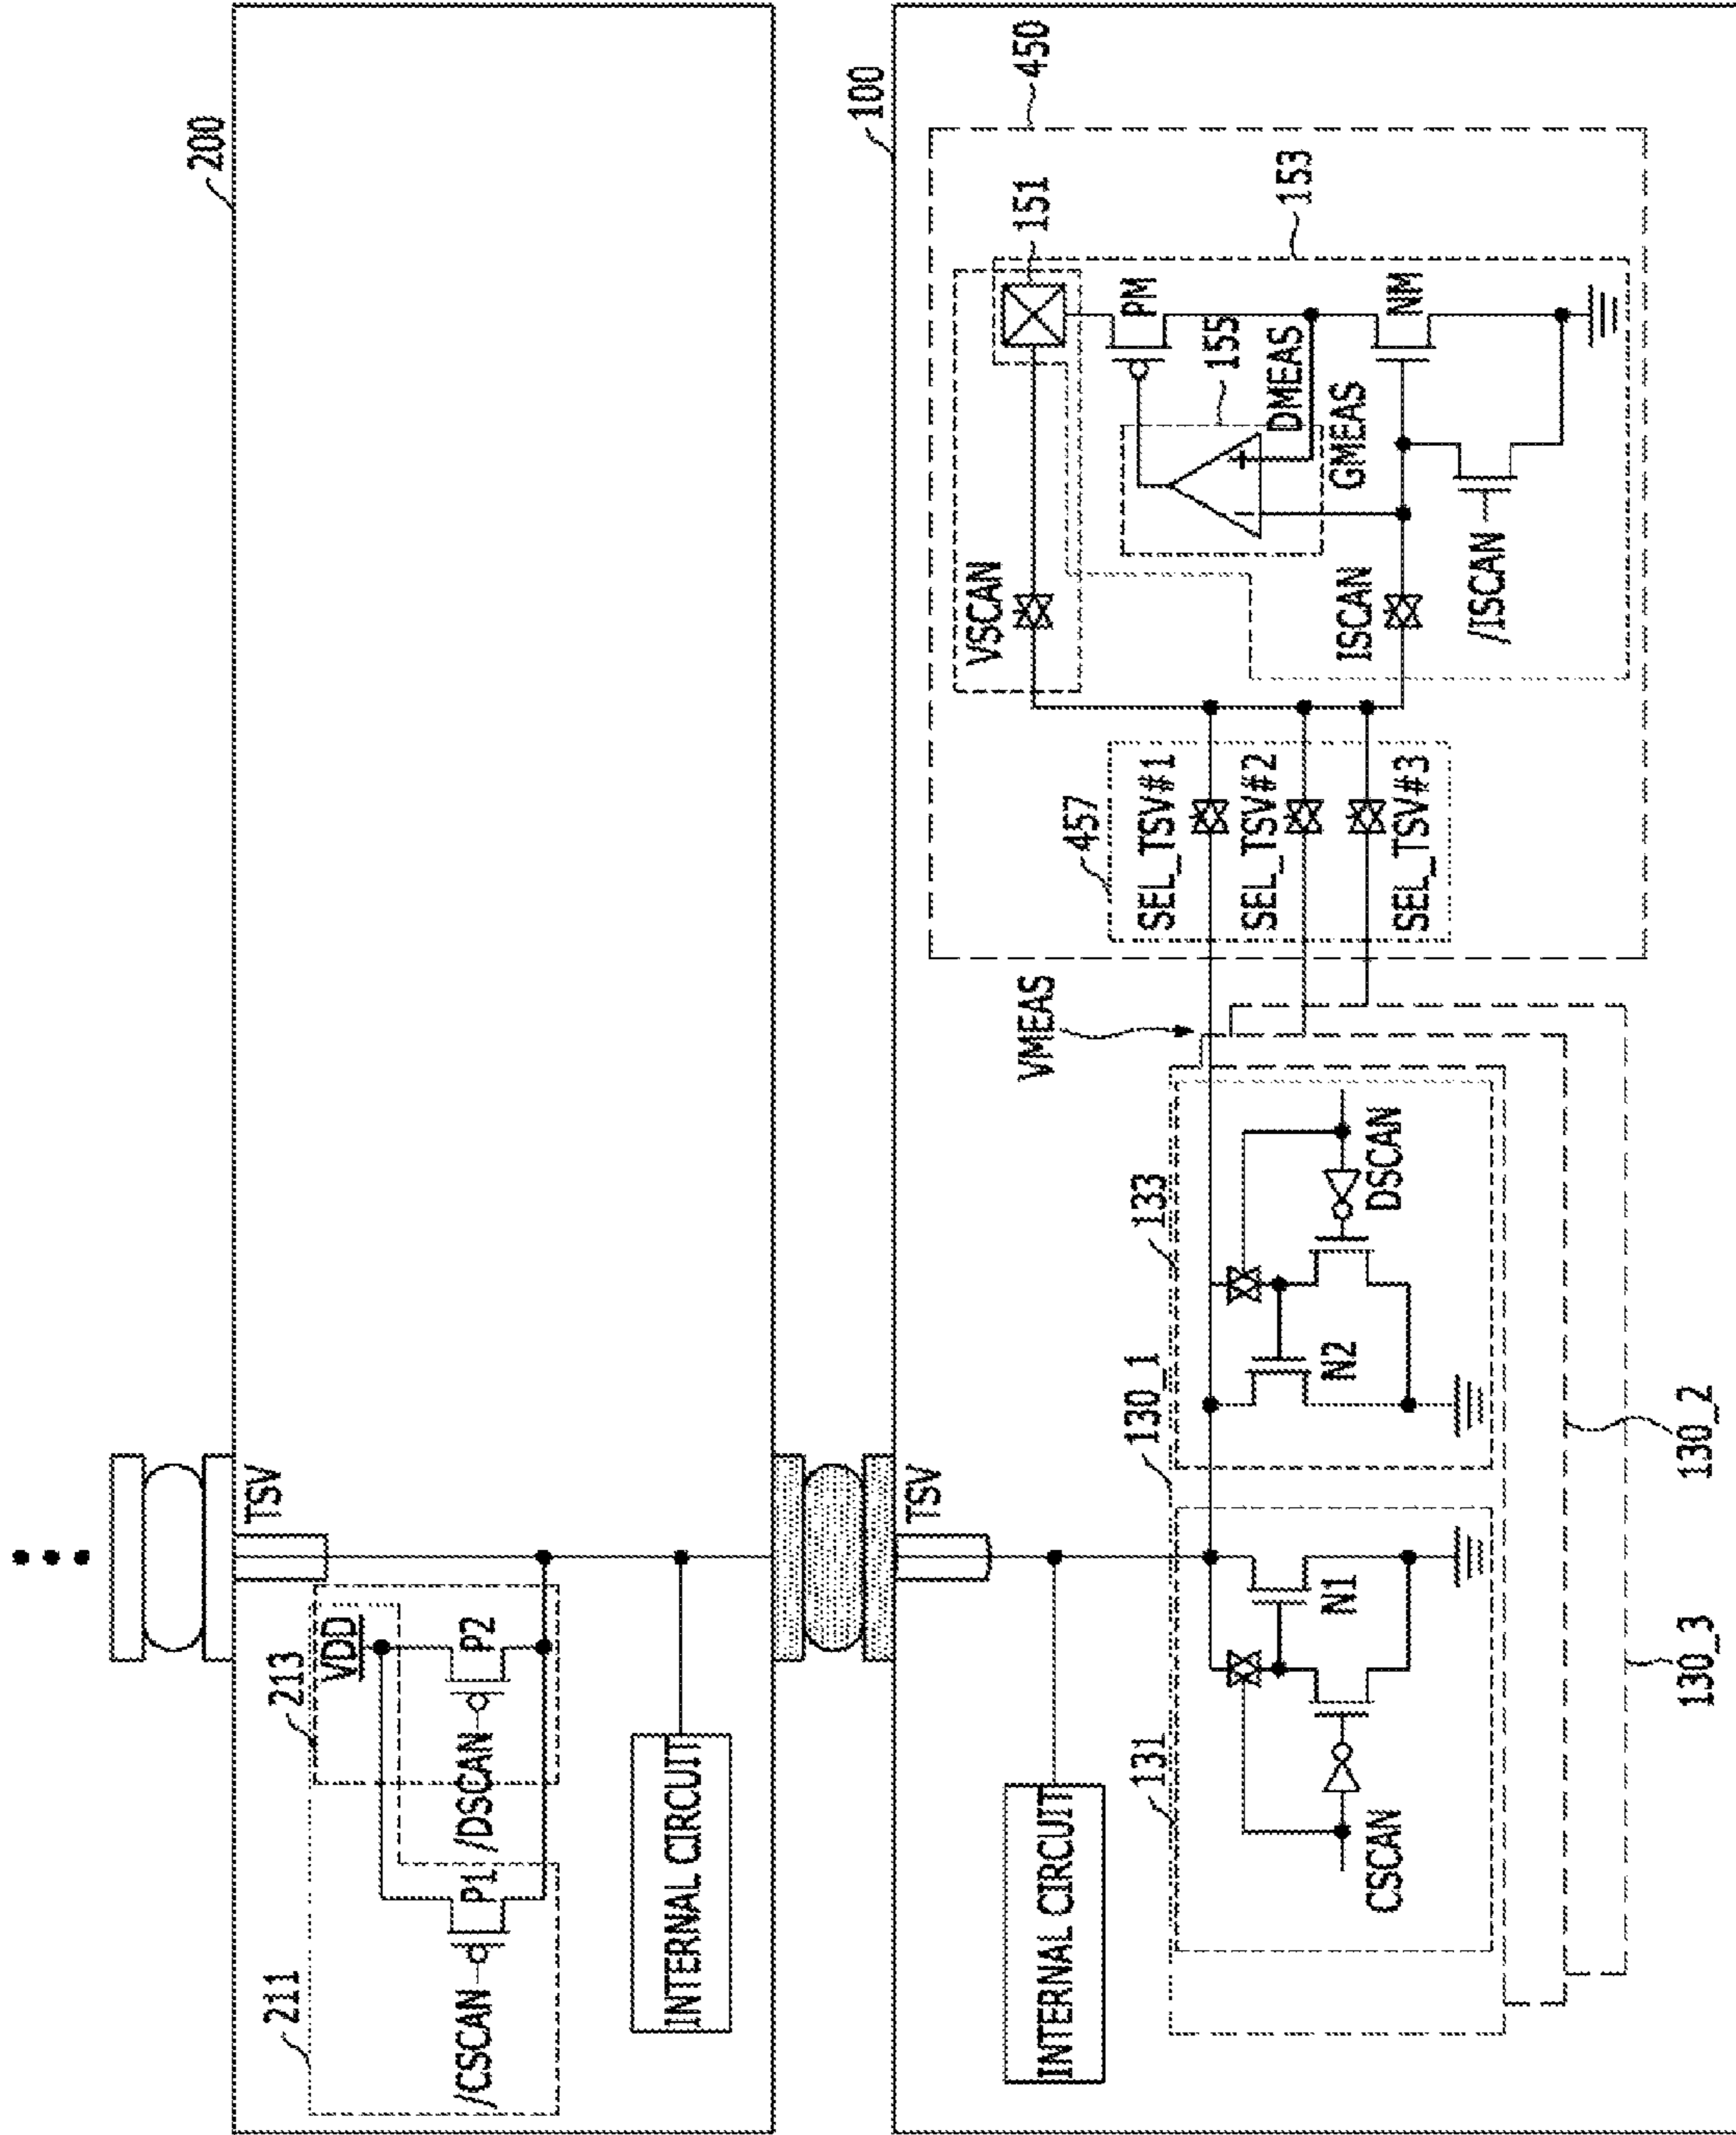 200
TSV
213
VDD
P2
/DSCAN
211
P1
/CSCAN
INTERNAL CIRCUIT
100
TSV
INTERNAL CIRCUIT
450
151
VSCAN
PM
153
155
DMEAS
GMEAS
NM
ISCAN
/ISCAN
457
SEL_TSV#1
SEL_TSV#2
SEL_TSV#3
VMEAS
130_1
133
N2
DSCAN
131
N1
CSCAN
130_2
130_3